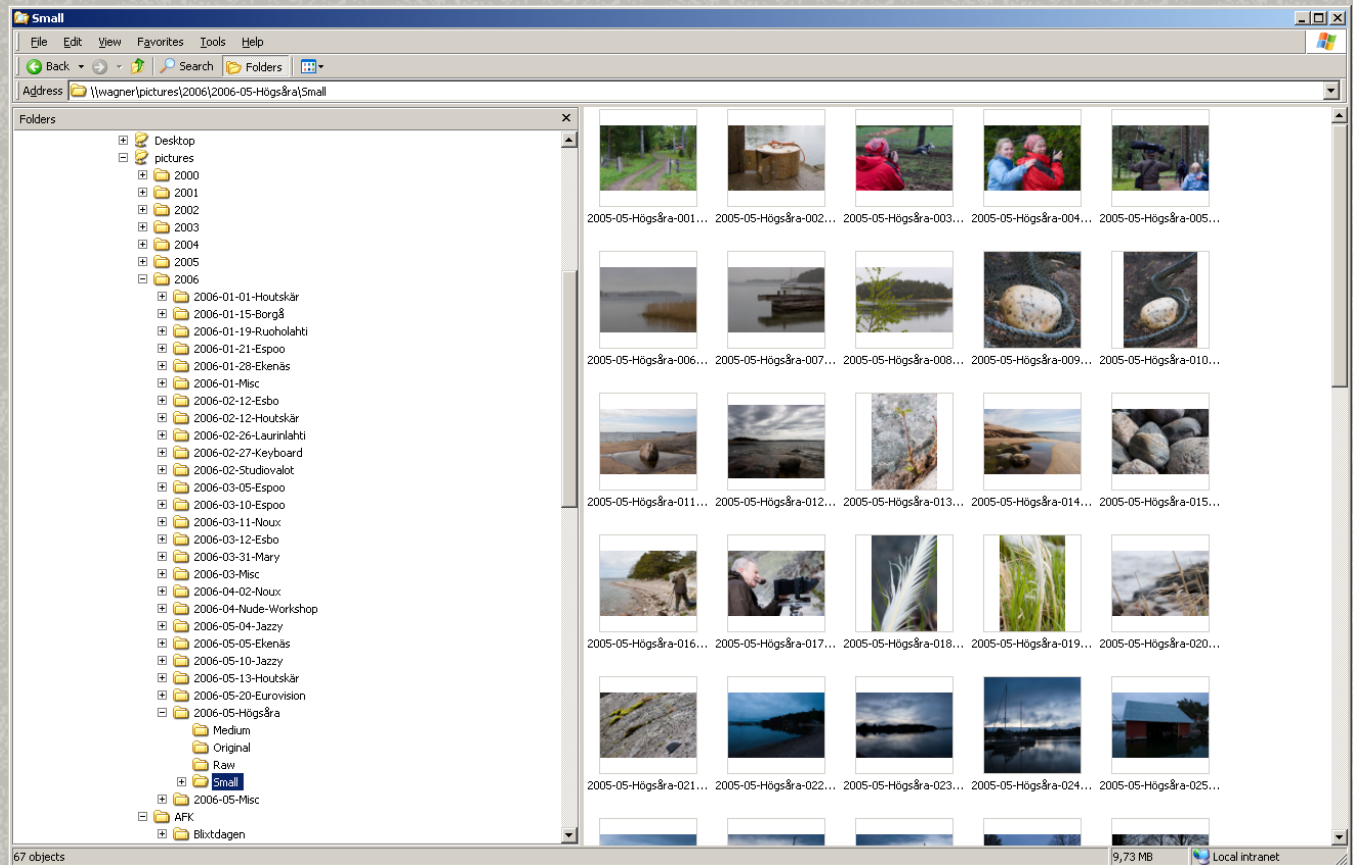 Small
File Edit View Favorites Tools Help
Back Search Folders
Address \\wagner\pictures\2006\2006-05-Högsåra\Small
Folders
Desktop
pictures
2000
2001
2002
2003
2004
2005
2006
2006-01-01-Houtskär
2006-01-15-Borgå
2006-01-19-Ruoholahti
2006-01-21-Espoo
2006-01-28-Ekenäs
2006-01-Misc
2006-02-12-Esbo
2006-02-12-Houtskär
2006-02-26-Laurinlahti
2006-02-27-Keyboard
2006-02-Studiovalot
2006-03-05-Espoo
2006-03-10-Espoo
2006-03-11-Noux
2006-03-12-Esbo
2006-03-31-Mary
2006-03-Misc
2006-04-02-Noux
2006-04-Nude-Workshop
2006-05-04-Jazzy
2006-05-05-Ekenäs
2006-05-10-Jazzy
2006-05-13-Houtskär
2006-05-20-Eurovision
2006-05-Högsåra
Medium
Original
Raw
Small
2006-05-Misc
AFK
Blixtdagen
2005-05-Högsåra-001... 2005-05-Högsåra-002... 2005-05-Högsåra-003... 2005-05-Högsåra-004... 2005-05-Högsåra-005...
2005-05-Högsåra-006... 2005-05-Högsåra-007... 2005-05-Högsåra-008... 2005-05-Högsåra-009... 2005-05-Högsåra-010...
2005-05-Högsåra-011... 2005-05-Högsåra-012... 2005-05-Högsåra-013... 2005-05-Högsåra-014... 2005-05-Högsåra-015...
2005-05-Högsåra-016... 2005-05-Högsåra-017... 2005-05-Högsåra-018... 2005-05-Högsåra-019... 2005-05-Högsåra-020...
2005-05-Högsåra-021... 2005-05-Högsåra-022... 2005-05-Högsåra-023... 2005-05-Högsåra-024... 2005-05-Högsåra-025...
67 objects 9,73 MB Local intranet